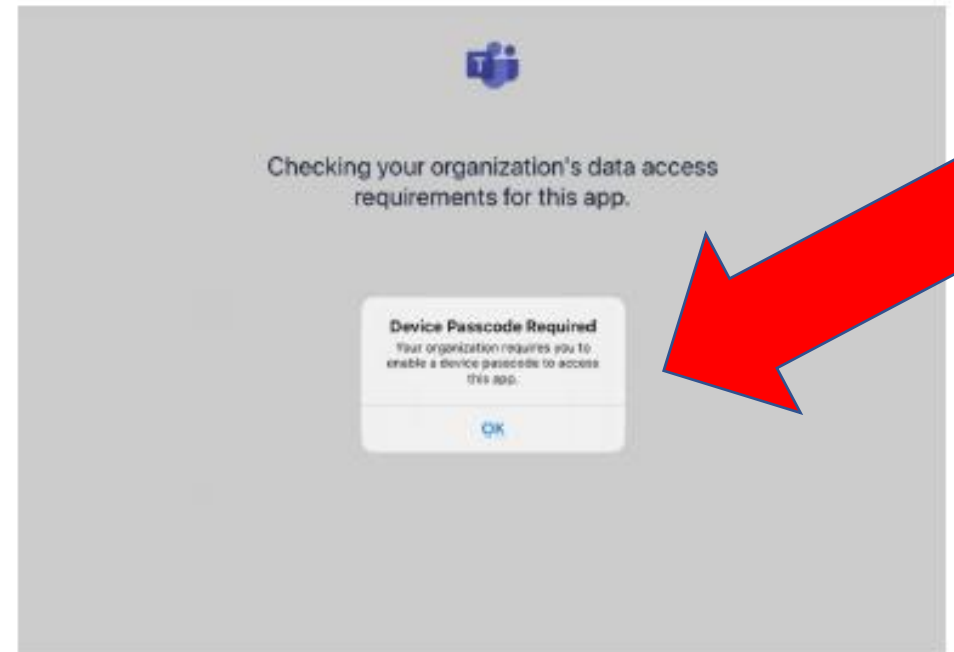 T
Checking your organization's data access
requirements for this app.
Device Passcode Required
Your organization requires you to
enable a device passcode to access
this app.
OK